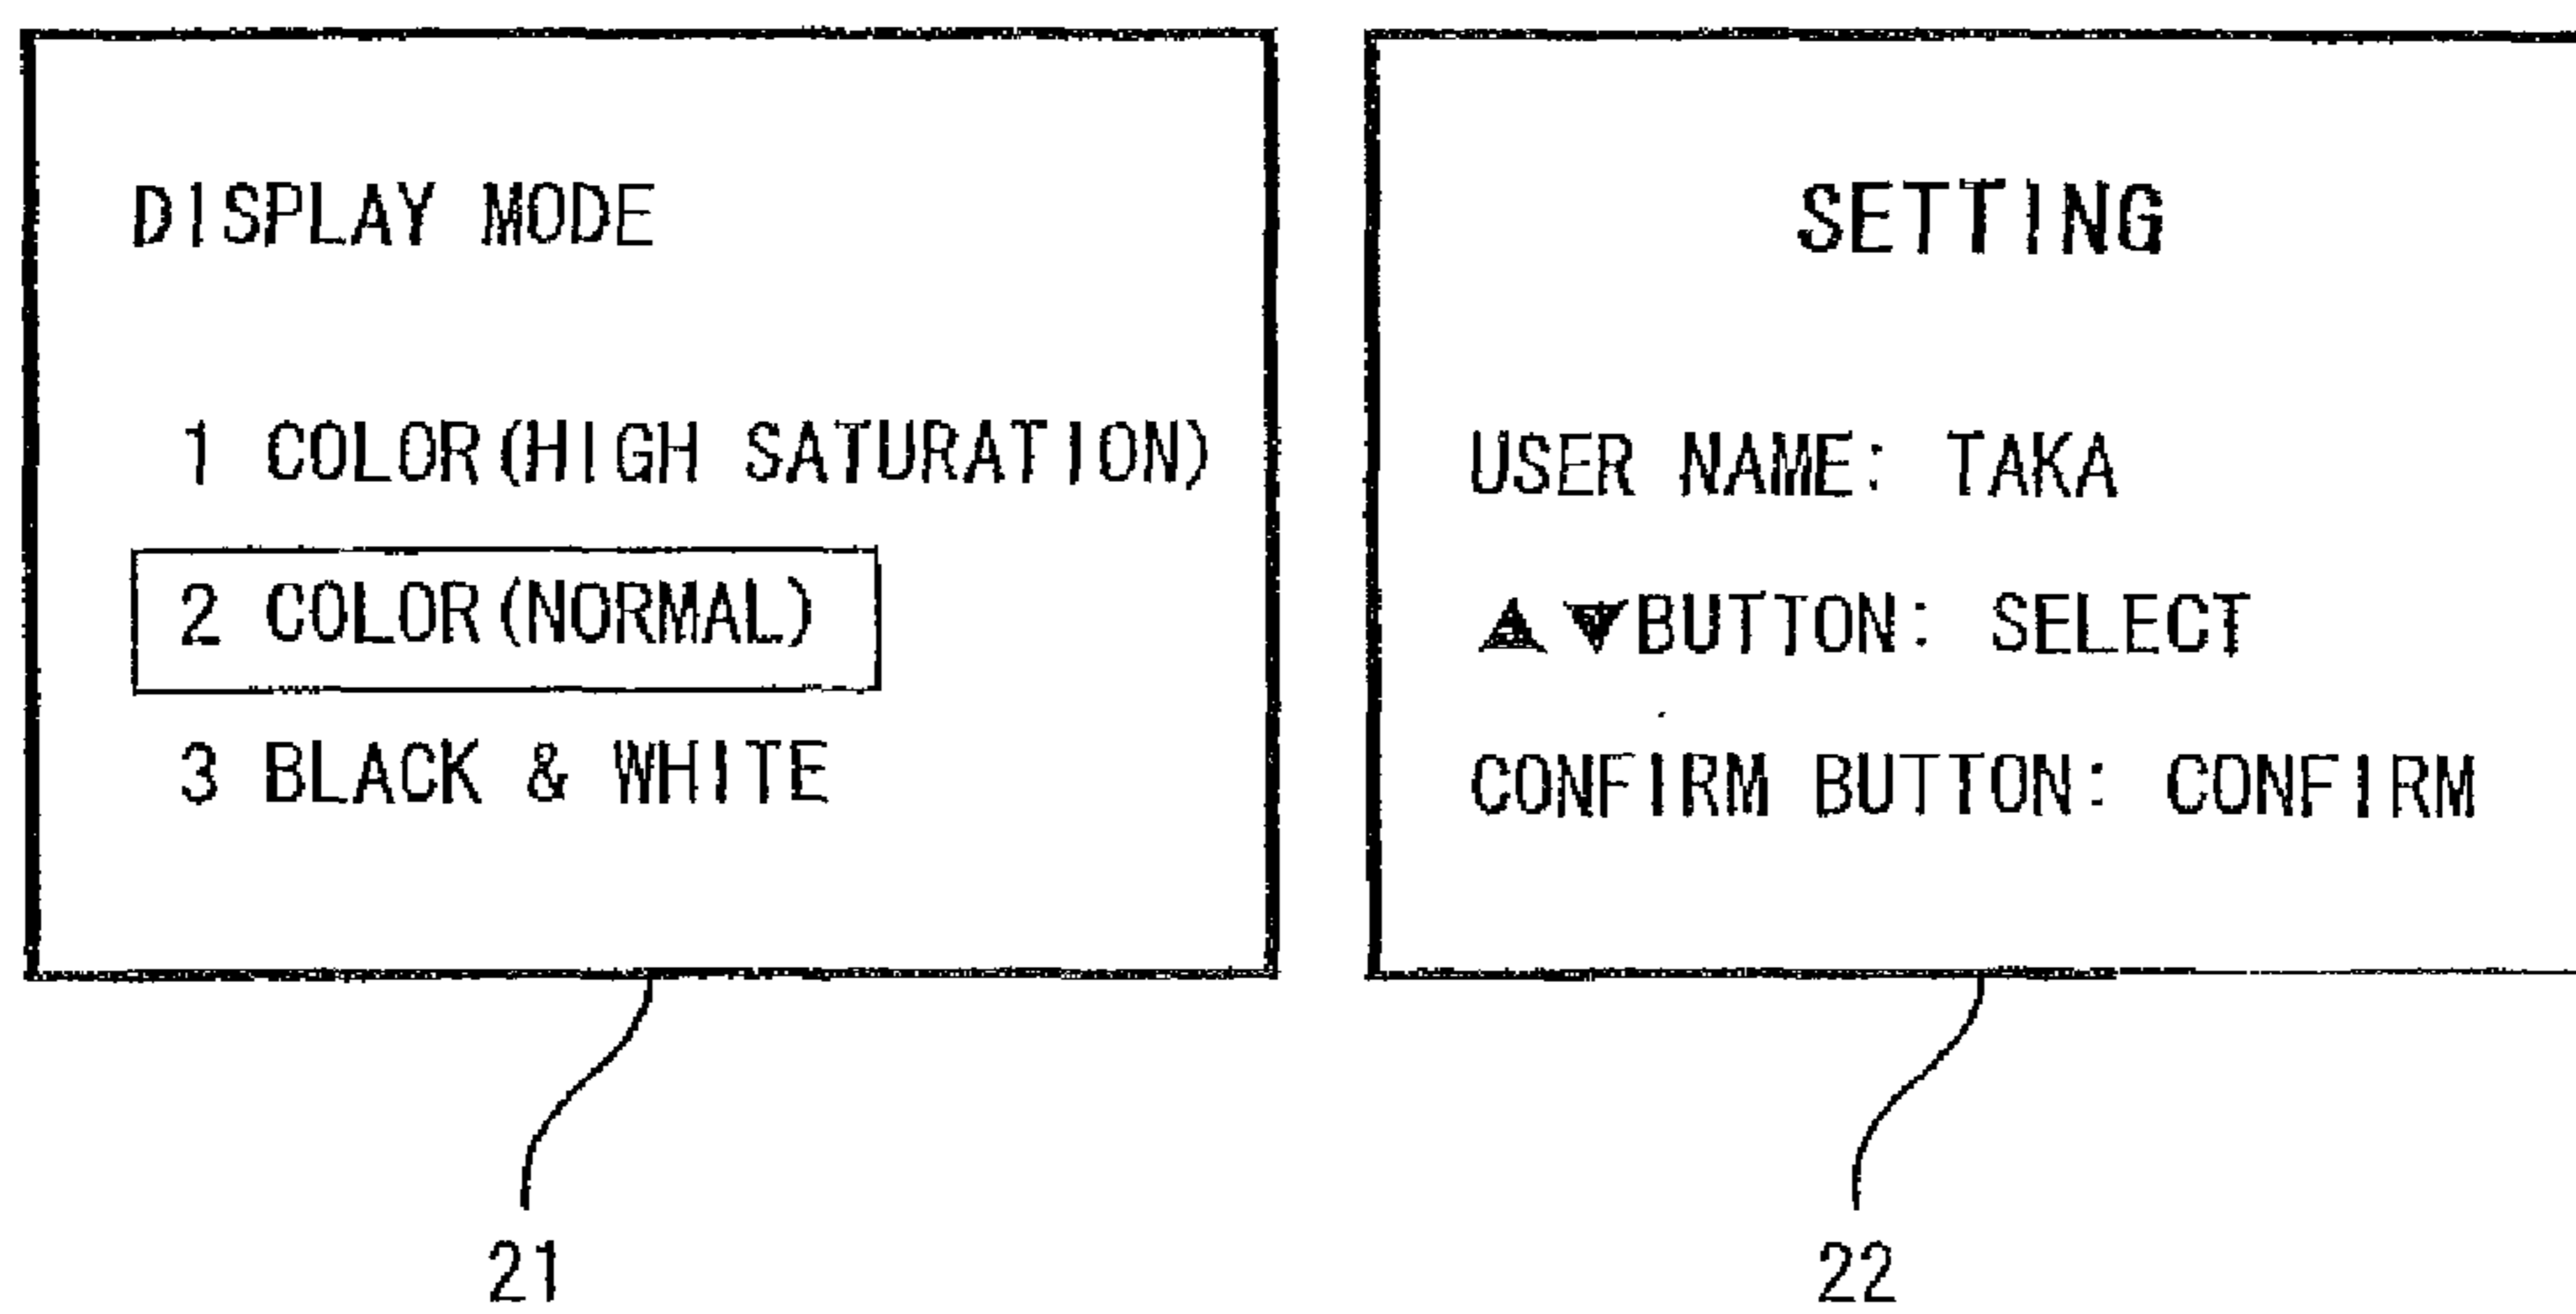 DISPLAY MODE
1 COLOR(HIGH SATURATION)
2 COLOR(NORMAL)
3 BLACK & WHITE
21
SETTING
USER NAME: TAKA
▲▼BUTTON: SELECT
CONFIRM BUTTON: CONFIRM
22